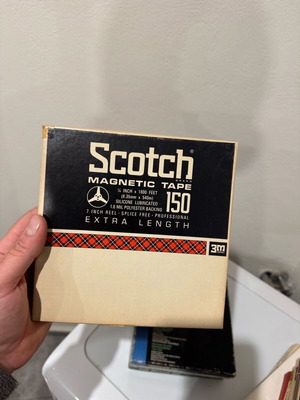 Scotch®
MAGNETIC TAPE
¼ INCH x 1800 FEET
(6.35mm x 540m)
SILICONE LUBRICATED
1.0 MIL POLYESTER BACKING
150
7 INCH REEL - SPLICE FREE - PROFESSIONAL
EXTRA LENGTH
3m